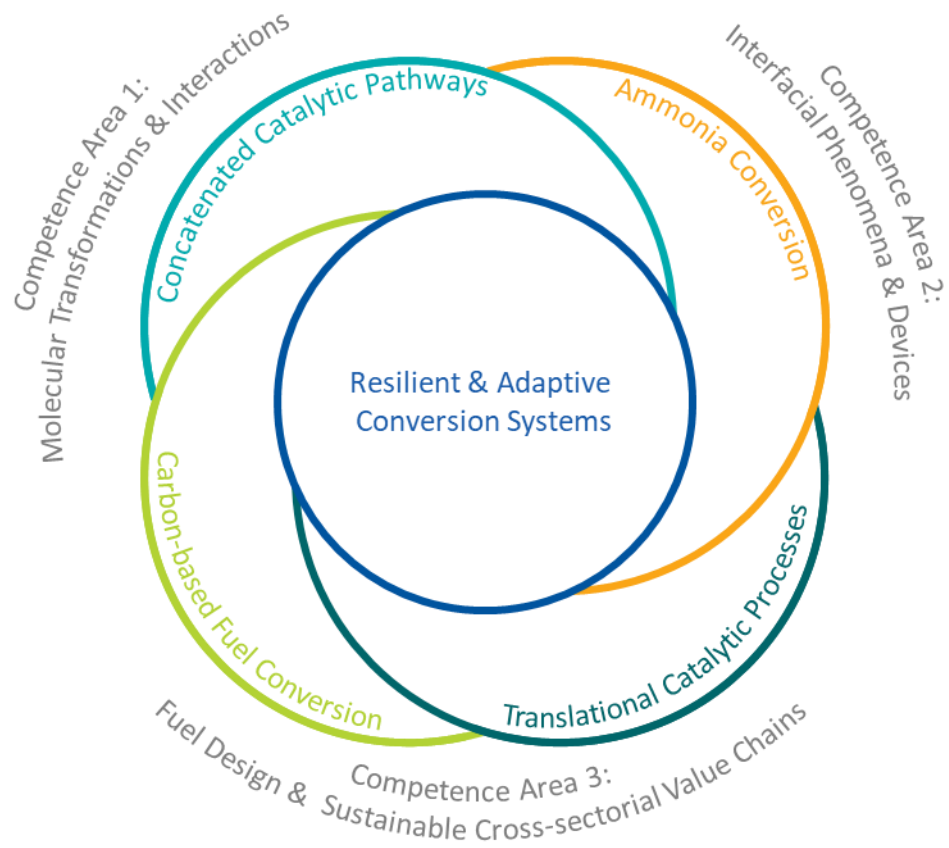 Competence Area 1:
Molecular Transformations & Interactions
Concatenated Catalytic Pathways
Ammonia Conversion
Competence Area 2:
Interfacial Phenomena & Devices
Resilient & Adaptive
Conversion Systems
Carbon-based Fuel Conversion
Translational Catalytic Processes
Competence Area 3:
Fuel Design & Sustainable Cross-sectorial Value Chains